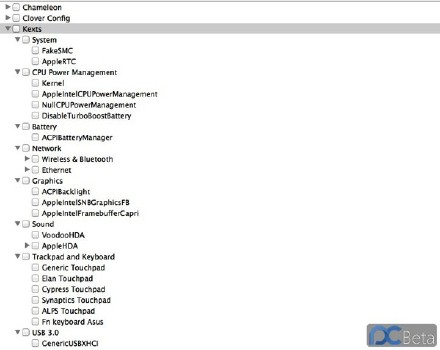 Chameleon
Clover Config
Kexts
System
FakeSMC
AppleRTC
CPU Power Management
Kernel
AppleIntelCPUPowerManagement
NullCPUPowerManagement
DisableTurboBoostBattery
Battery
ACPIBatteryManager
Network
Wireless & Bluetooth
Ethernet
Graphics
ACPIBacklight
AppleIntelSNBGraphicsFB
AppleIntelFramebufferCapri
Sound
VoodooHDA
AppleHDA
Trackpad and Keyboard
Generic Touchpad
Elan Touchpad
Cypress Touchpad
Synaptics Touchpad
ALPS Touchpad
Fn keyboard Asus
USB 3.0
GenericUSBXHCI
PCBeta